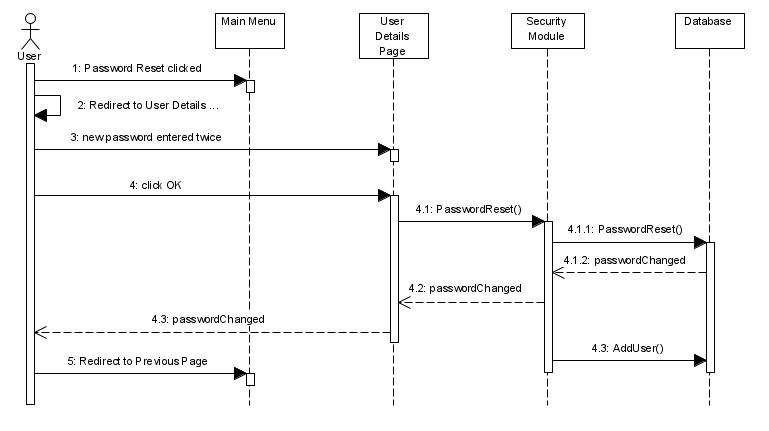 Main Menu
User
Details
Page
Security
Module
Database
User
1: Password Reset clicked
2: Redirect to User Details ...
3: new password entered twice
4: click OK
4.1: PasswordReset()
4.1.1: PasswordReset()
4.1.2: passwordChanged
4.2: passwordChanged
4.3: passwordChanged
4.3: AddUser()
5: Redirect to Previous Page